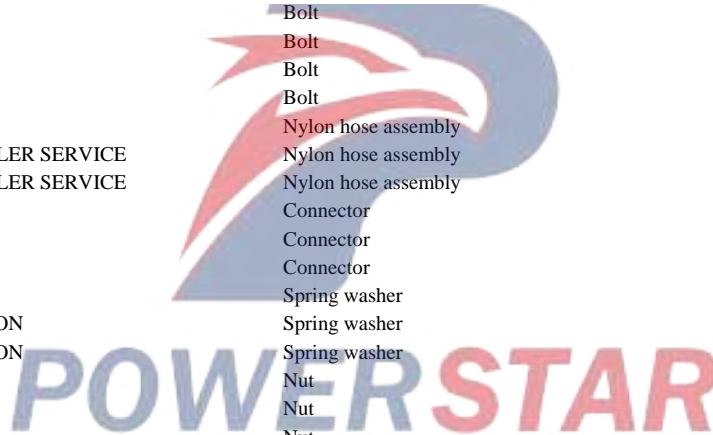 Bolt
Bolt
Bolt
Bolt
Nylon hose assembly
LER SERVICE Nylon hose assembly
LER SERVICE Nylon hose assembly
Connector
Connector
Connector
Spring washer
ON Spring washer
ON Spring washer
Nut
Nut
Nut
POWERSTAR